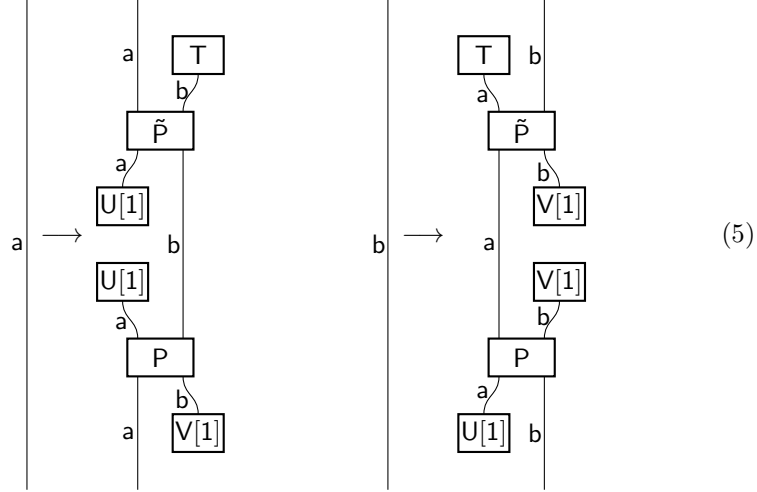 a T T b
b a
P̃ P̃
a b
U[1] V[1]
a → b b → a (5)
U[1] V[1]
a b
P P
b a
a V[1] U[1] b